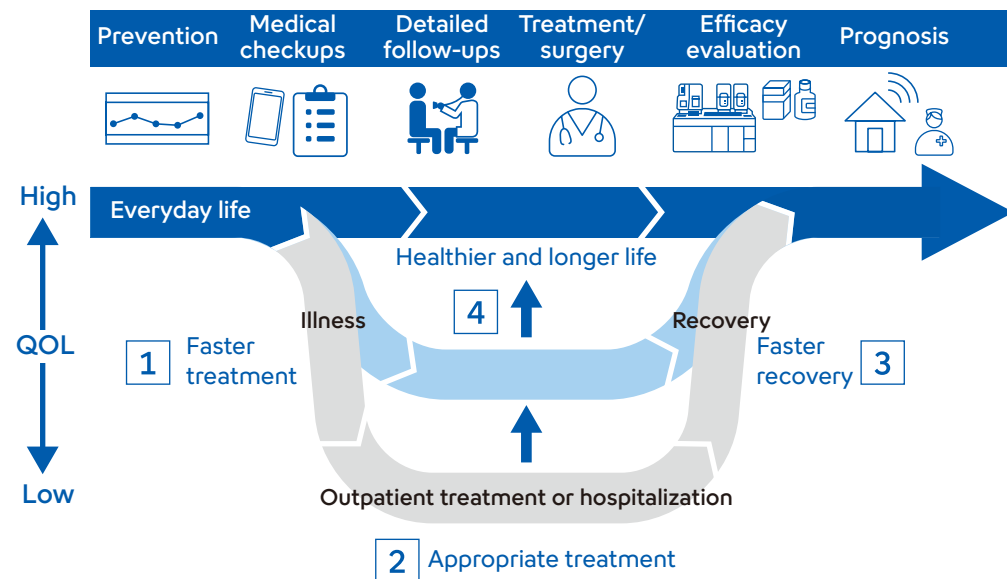 Prevention
Medical
checkups
Detailed
follow-ups
Treatment/
surgery
Efficacy
evaluation
Prognosis
High
Everyday life
Healthier and longer life
4
Illness
Recovery
QOL
1
Faster
treatment
Faster
recovery
3
Low
Outpatient treatment or hospitalization
2
Appropriate treatment